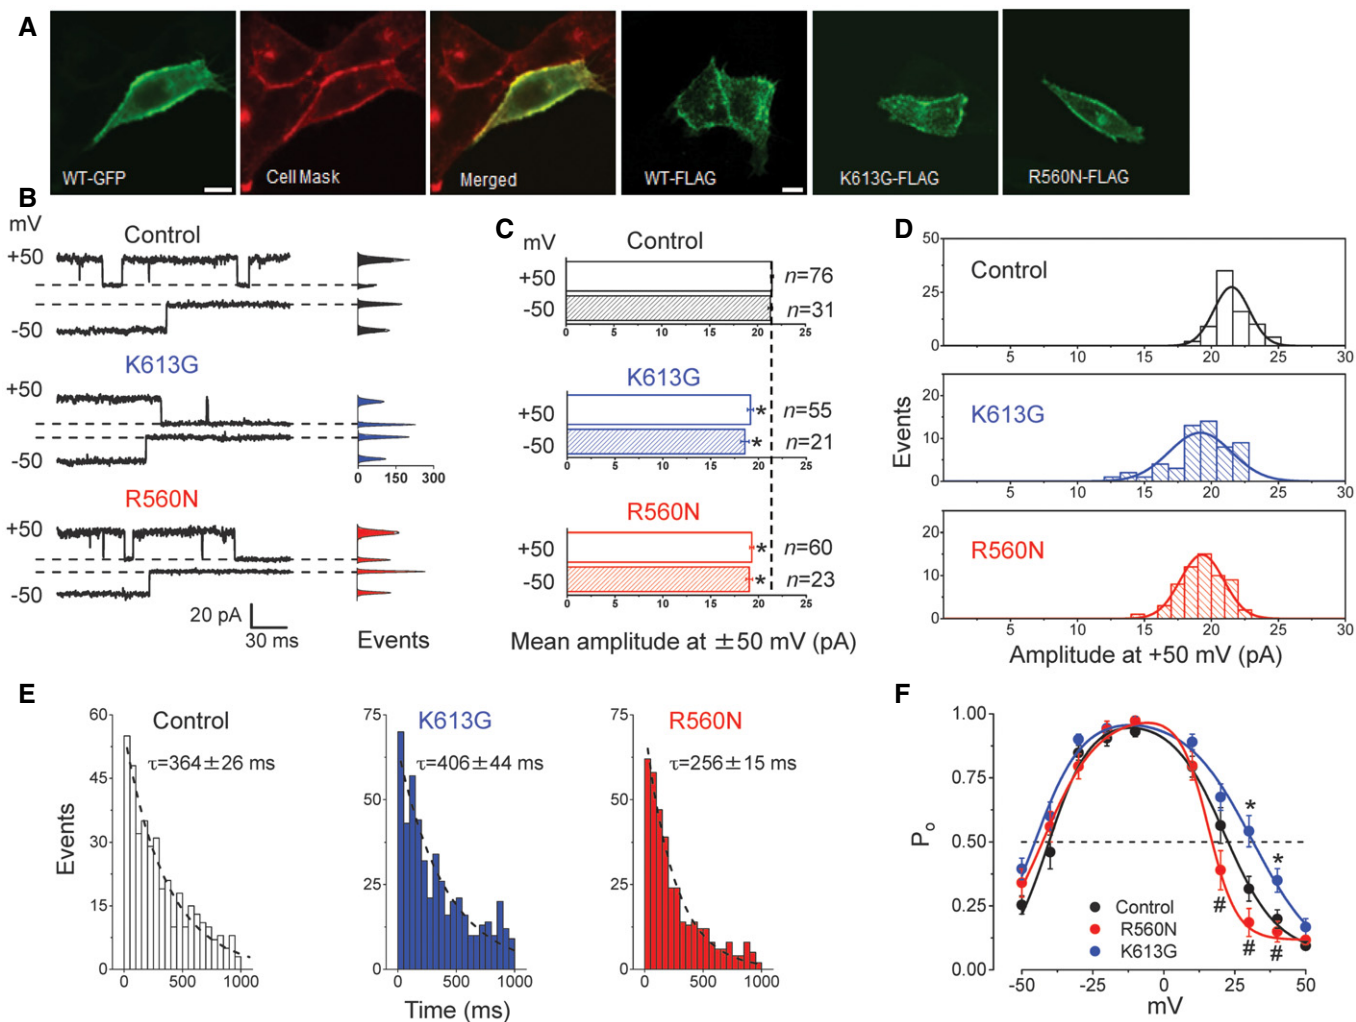 A
WT-GFP
Cell Mask
Merged
WT-FLAG
K613G-FLAG
R560N-FLAG
B
mV
Control
+50
-50
K613G
+50
-50
0 150 300
R560N
+50
-50
20 pA
30 ms
Events
C
mV
Control
+50
n=76
-50
n=31
0 5 10 15 20 25
K613G
+50
* n=55
-50
* n=21
0 5 10 15 20 25
R560N
+50
* n=60
-50
* n=23
0 5 10 15 20 25
Mean amplitude at ±50 mV (pA)
D
50
Control
25
0
5 10 15 20 25 30
20
K613G
10
0
5 10 15 20 25 30
20
R560N
10
0
5 10 15 20 25 30
Events
Amplitude at +50 mV (pA)
E
60
45
30
15
0
Events
Control
τ=364±26 ms
0 500 1000
75
50
25
0
K613G
τ=406±44 ms
0 500 1000
75
50
25
0
R560N
τ=256±15 ms
0 500 1000
Time (ms)
F
1.00
0.75
0.50
0.25
0.00
Po
*
*
#
#
#
Control
R560N
K613G
-50 -25 0 25 50
mV